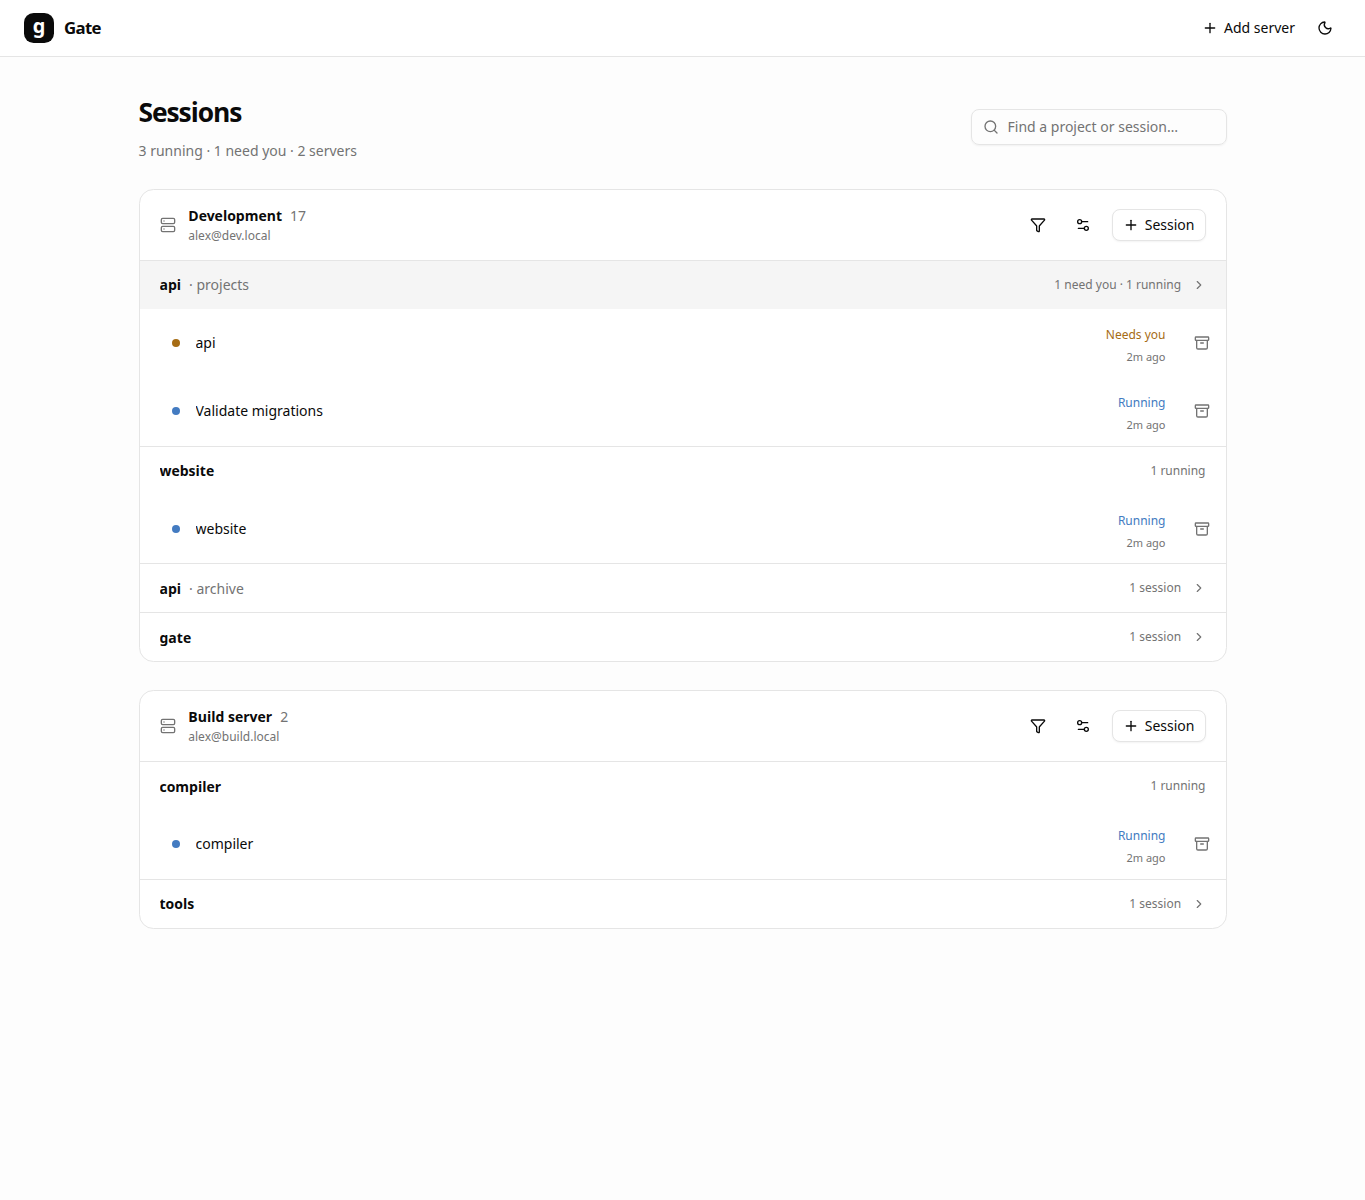 g Gate
+ Add server
Sessions
3 running · 1 need you · 2 servers
Find a project or session...
Development 17
alex@dev.local
+ Session
api · projects
1 need you · 1 running
api
Needs you
2m ago
Validate migrations
Running
2m ago
website
1 running
website
Running
2m ago
api · archive
1 session
gate
1 session
Build server 2
alex@build.local
+ Session
compiler
1 running
compiler
Running
2m ago
tools
1 session